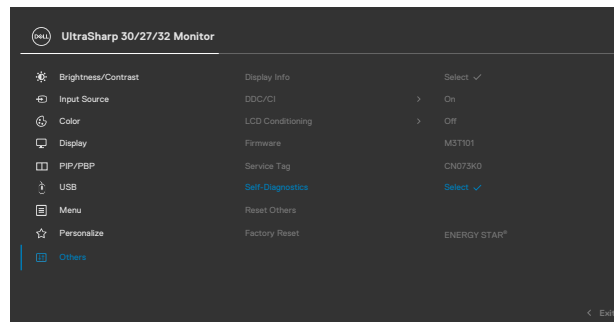 DELL UltraSharp 30/27/32 Monitor
Brightness/Contrast Display Info Select ✓
Input Source DDC/CI > On
Color LCD Conditioning > Off
Display Firmware M3T101
PIP/PBP Service Tag CN073K0
USB Self-Diagnostics Select ✓
Menu Reset Others
Personalize Factory Reset ENERGY STAR®
Others
< Exit